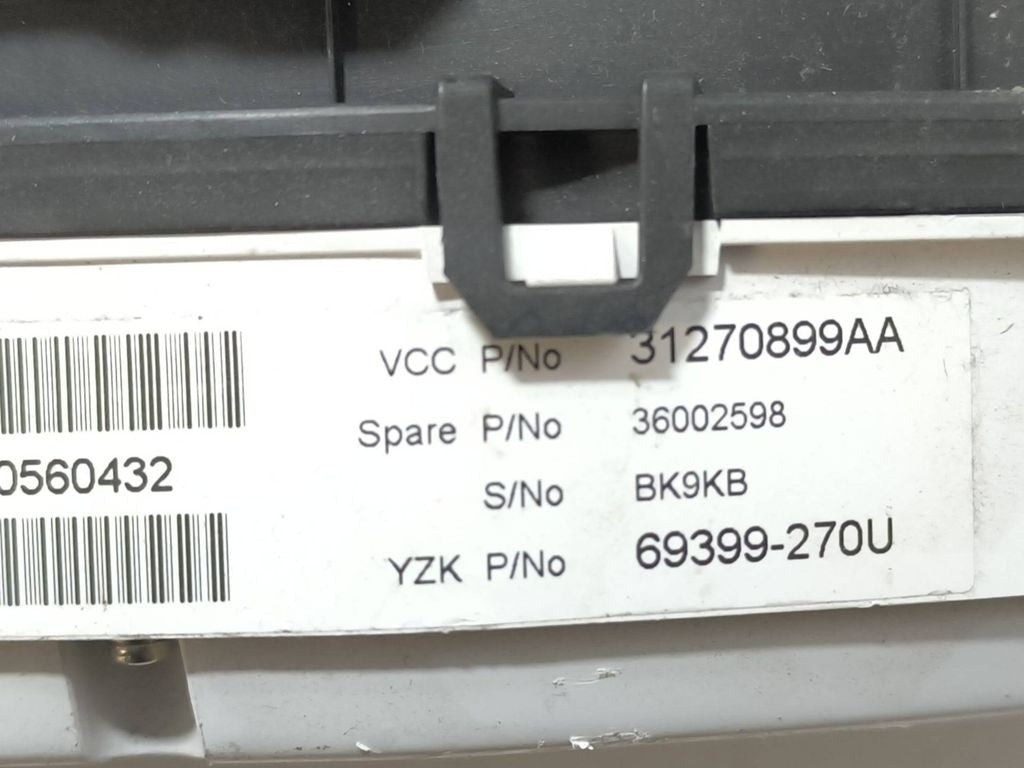 VCC P/No 31270899AA
Spare P/No 36002598
0560432
S/No BK9KB
YZK P/No 69399-270U